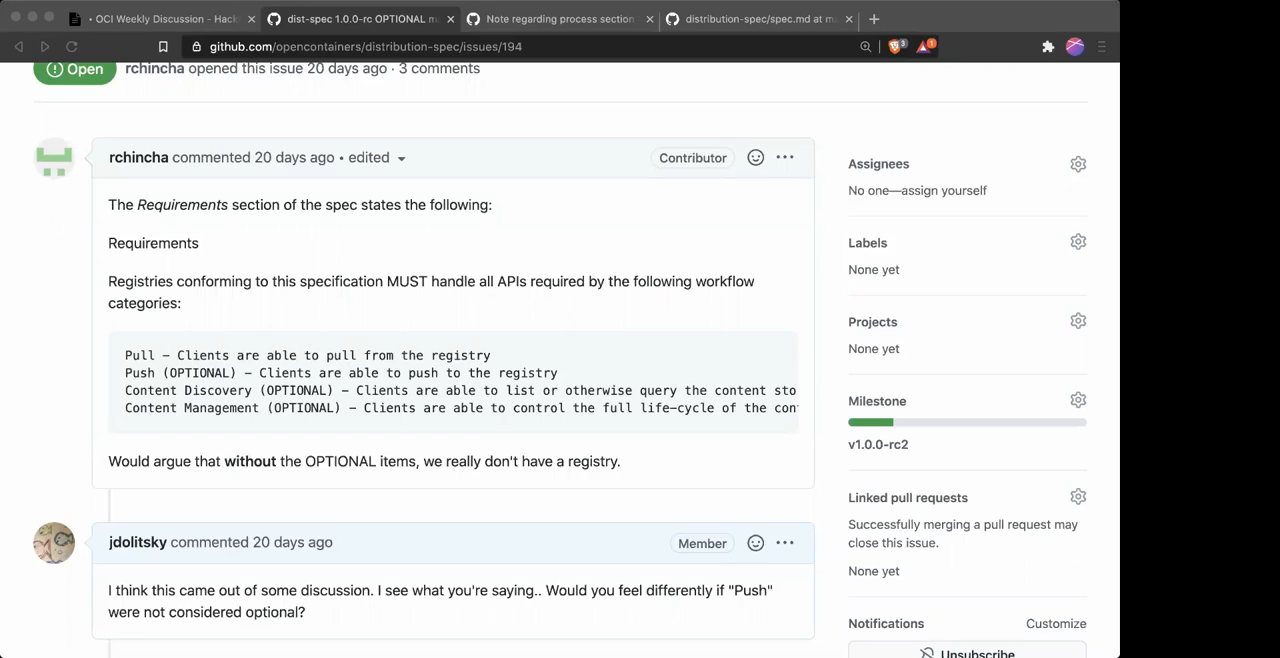 OCI Weekly Discussion - Hack
dist-spec 1.0.0-rc OPTIONAL m
Note regarding process section
distribution-spec/spec.md at m
github.com/opencontainers/distribution-spec/issues/194
3
1
Open
rchincha opened this issue 20 days ago · 3 comments
rchincha commented 20 days ago • edited
Contributor
The Requirements section of the spec states the following:
Requirements
Registries conforming to this specification MUST handle all APIs required by the following workflow
categories:
Pull – Clients are able to pull from the registry
Push (OPTIONAL) – Clients are able to push to the registry
Content Discovery (OPTIONAL) – Clients are able to list or otherwise query the content sto
Content Management (OPTIONAL) – Clients are able to control the full life-cycle of the con
Would argue that without the OPTIONAL items, we really don't have a registry.
jdolitsky commented 20 days ago
Member
I think this came out of some discussion. I see what you're saying.. Would you feel differently if "Push"
were not considered optional?
Assignees
No one—assign yourself
Labels
None yet
Projects
None yet
Milestone
v1.0.0-rc2
Linked pull requests
Successfully merging a pull request may
close this issue.
None yet
Notifications
Customize
Unsubscribe